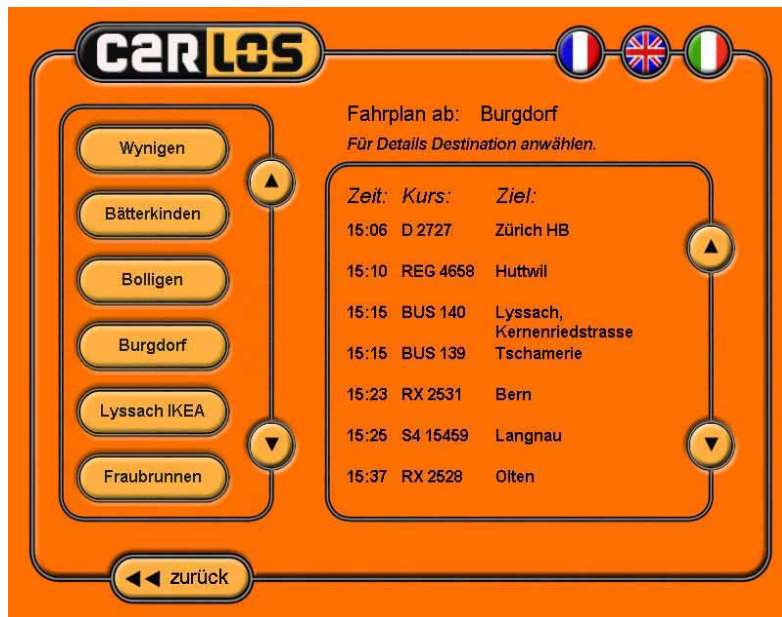 CARLOS
Wynigen
Bätterkinden
Bolligen
Burgdorf
Lyssach IKEA
Fraubrunnen
Fahrplan ab: Burgdorf
Für Details Destination anwählen.
Zeit: Kurs: Ziel:
15:06 D 2727 Zürich HB
15:10 REG 4658 Huttwil
15:15 BUS 140 Lyssach,
Kernenriedstrasse
15:15 BUS 139 Tschamerie
15:23 RX 2531 Bern
15:25 S4 15459 Langnau
15:37 RX 2528 Olten
zurück